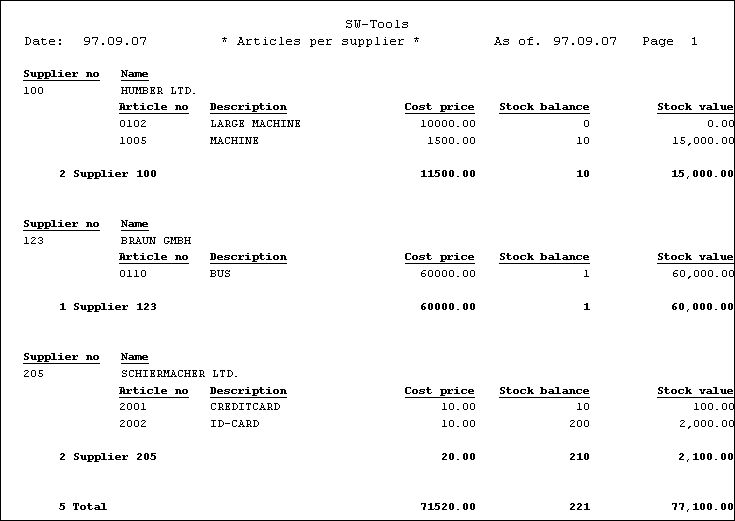 SW-Tools
Date: 97.09.07 * Articles per supplier * As of. 97.09.07 Page 1
Supplier no Name
100 HUMBER LTD.
Article no Description Cost price Stock balance Stock value
0102 LARGE MACHINE 10000.00 0 0.00
1005 MACHINE 1500.00 10 15,000.00
2 Supplier 100 11500.00 10 15,000.00
Supplier no Name
123 BRAUN GMBH
Article no Description Cost price Stock balance Stock value
0110 BUS 60000.00 1 60,000.00
1 Supplier 123 60000.00 1 60,000.00
Supplier no Name
205 SCHIERMACHER LTD.
Article no Description Cost price Stock balance Stock value
2001 CREDITCARD 10.00 10 100.00
2002 ID-CARD 10.00 200 2,000.00
2 Supplier 205 20.00 210 2,100.00
5 Total 71520.00 221 77,100.00